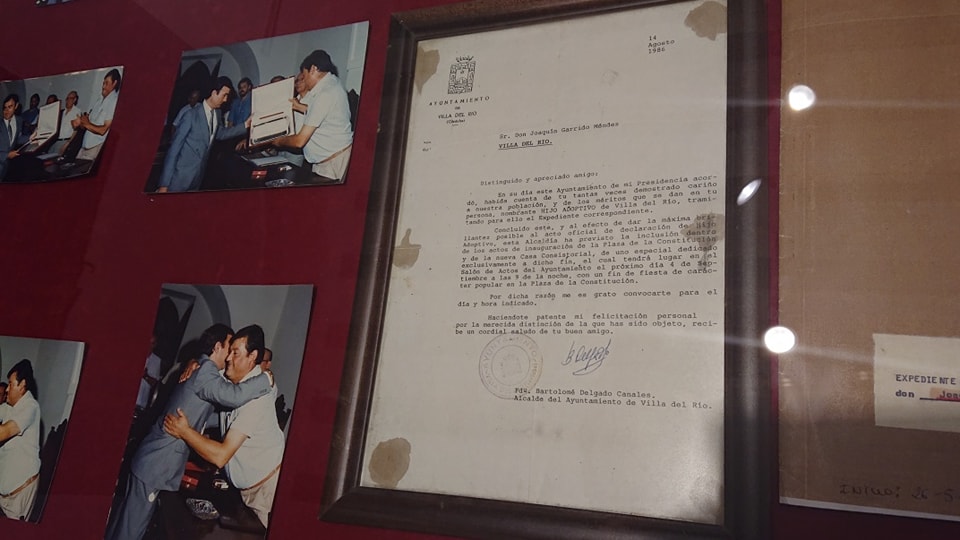 14
Agosto
1986
AYUNTAMIENTO
DE
VILLA DEL RÍO
(Córdoba)
Sr. Don Joaquín Garrido Méndez
VILLA DEL RÍO.
Distinguido y apreciado amigo:
En su día este Ayuntamiento de mi Presidencia acor-
dó, habida cuenta de tu tantas veces demostrado cariño
a nuestra población, y de los méritos que se dan en tu
persona, nombrarte HIJO ADOPTIVO de Villa del Río, trami-
tando para ello el Expediente correspondiente.
Concluido éste, y al efecto de dar la máxima bri-
llantes posible al acto oficial de declaración de Hijo
Adoptivo, esta Alcaldía ha previsto la inclusión dentro
de los actos de inauguración de la Plaza de la Constitución
y de la nueva Casa Consistorial, de uno especial dedicado
exclusivamente a dicho fin, el cual tendrá lugar en el
Salón de Actos del Ayuntamiento el próximo día 4 de Sep-
tiembre a las 9 de la noche, con un fin de fiesta de carác-
ter popular en la Plaza de la Constitución.
Por dicha razón me es grato convocarte para el
día y hora indicado.
Haciendote patente mi felicitación personal
por la merecida distinción de la que has sido objeto, reci-
be un cordial saludo de tu buen amigo.
Fdº. Bartolomé Delgado Canales,
Alcalde del Ayuntamiento de Villa del Río.
EXPEDIENTE
don